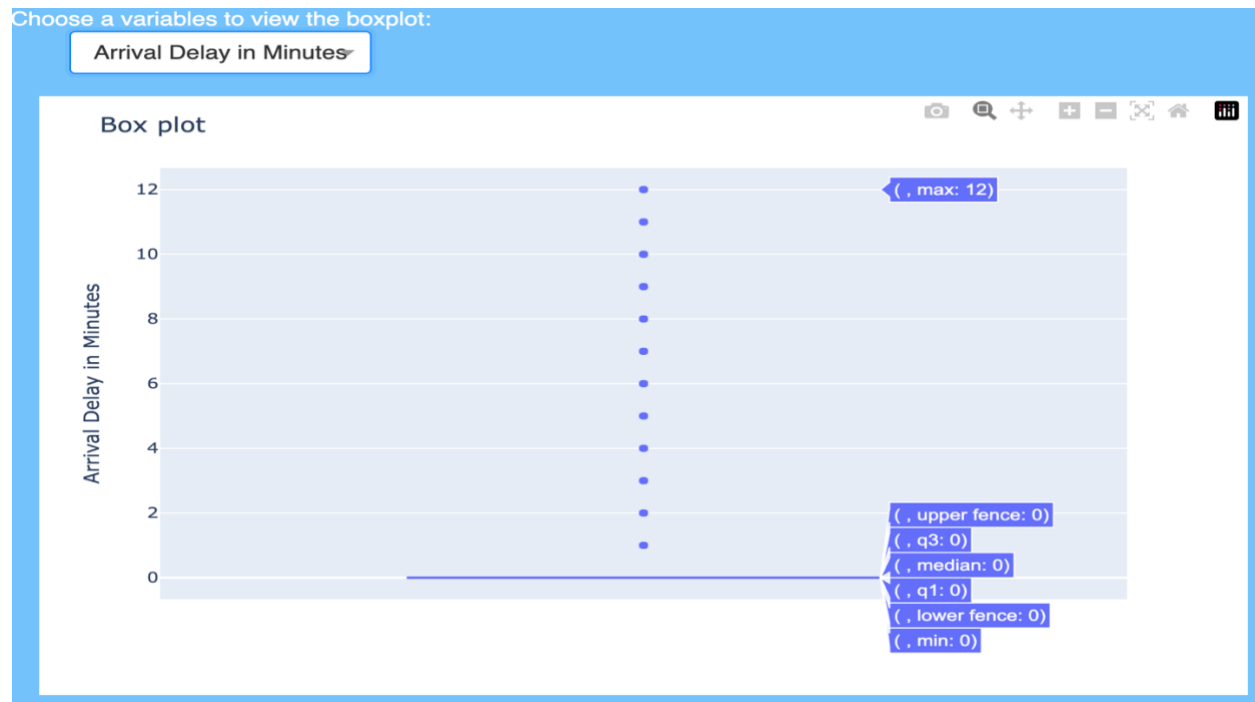 Choose a variables to view the boxplot:
Arrival Delay in Minutes
Box plot
12
10
8
6
4
2
0
Arrival Delay in Minutes
( , max: 12)
( , upper fence: 0)
( , q3: 0)
( , median: 0)
( , q1: 0)
( , lower fence: 0)
( , min: 0)